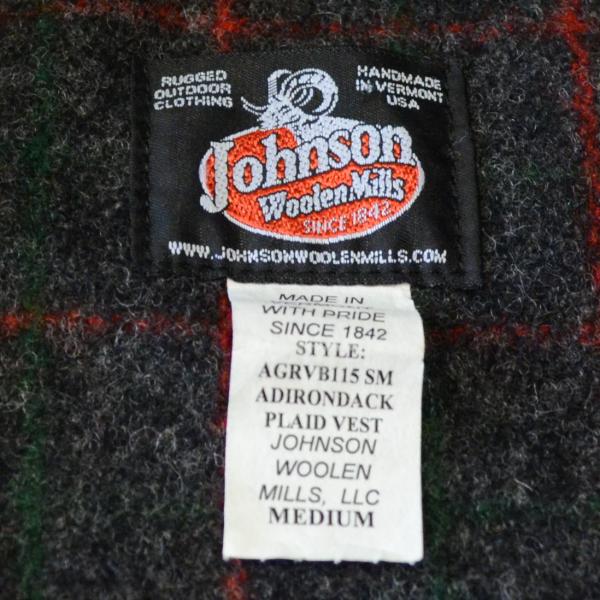 RUGGED
OUTDOOR
CLOTHING
HANDMADE
IN VERMONT
USA
Johnson
Woolen Mills
SINCE 1842
WWW.JOHNSONWOOLENMILLS.COM
MADE IN
VERMONT
WITH PRIDE
SINCE 1842
STYLE:
AGRVB115 SM
ADIRONDACK
PLAID VEST
JOHNSON
WOOLEN
MILLS, LLC
MEDIUM